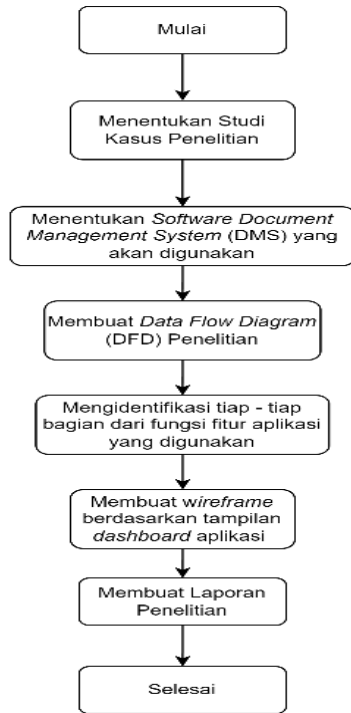 Mulai
Menentukan Studi
Kasus Penelitian
Menentukan Software Document
Management System (DMS) yang
akan digunakan
Membuat Data Flow Diagram
(DFD) Penelitian
Mengidentifikasi tiap - tiap
bagian dari fungsi fitur aplikasi
yang digunakan
Membuat wireframe
berdasarkan tampilan
dashboard aplikasi
Membuat Laporan
Penelitian
Selesai